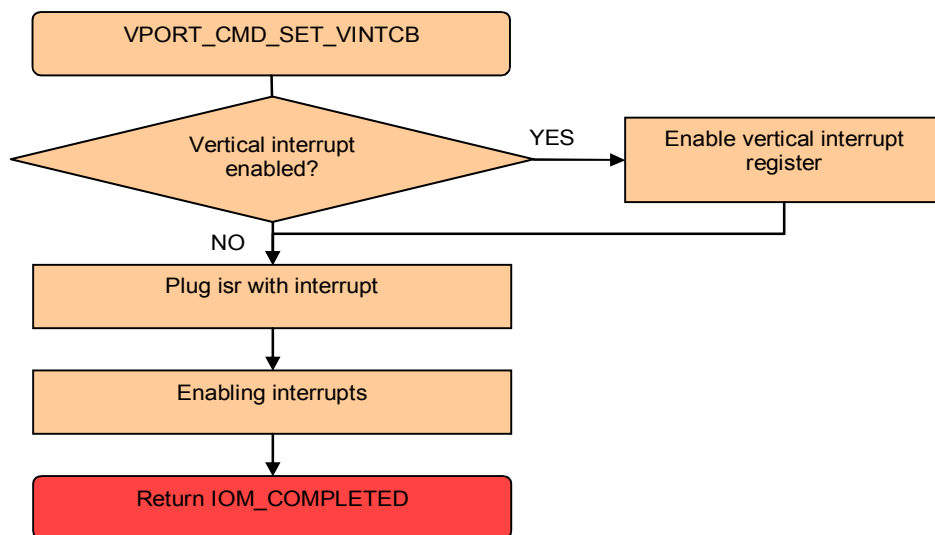 VPORT_CMD_SET_VINTCB
Vertical interrupt
enabled?
YES
Enable vertical interrupt
register
NO
Plug isr with interrupt
Enabling interrupts
Return IOM_COMPLETED